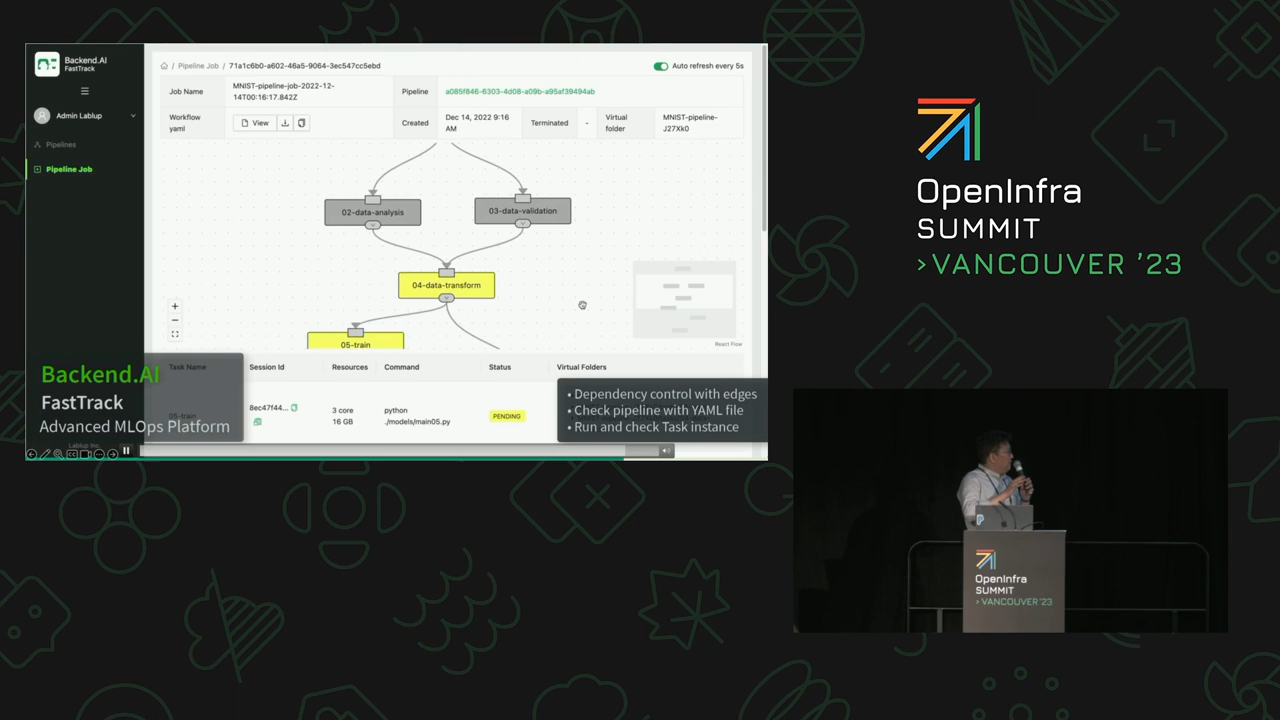 Backend.AI
FastTrack
Admin Lablup
Pipelines
Pipeline Job
/ Pipeline Job / 71a1c6b0-a602-46a5-9064-3ec547cc5ebd
Auto refresh every 5s
Job Name
MNIST-pipeline-job-2022-12-
14T00:16:17.842Z
Pipeline
a085f846-6303-4d08-a09b-a95af39494ab
Workflow
yaml
View
Created
Dec 14, 2022 9:16
AM
Terminated
-
Virtual
folder
MNIST-pipeline-
J27Xk0
02-data-analysis
03-data-validation
04-data-transform
05-train
React Flow
Task Name
Session Id
Resources
Command
Status
Virtual Folders
05-train
8ec47f44...
3 core
16 GB
python
./models/main05.py
PENDING
Backend.AI
FastTrack
Advanced MLOps Platform
Lablup Inc.
• Dependency control with edges
• Check pipeline with YAML file
• Run and check Task instance
OpenInfra
SUMMIT
>VANCOUVER '23
OpenInfra
SUMMIT
>VANCOUVER '23